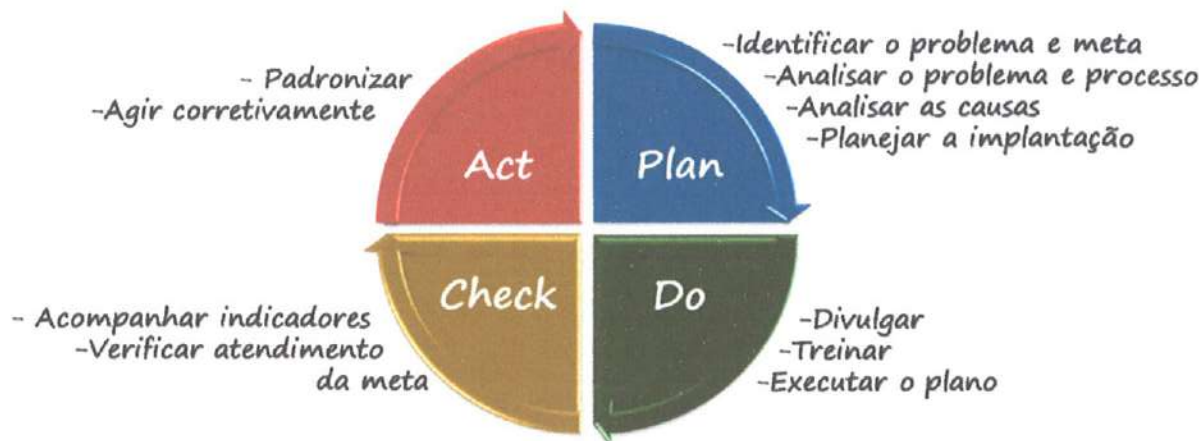 Act
- Padronizar
-Agir corretivamente
Plan
-Identificar o problema e meta
-Analisar o problema e processo
-Analisar as causas
-Planejar a implantação
Check
- Acompanhar indicadores
-Verificar atendimento
da meta
Do
-Divulgar
-Treinar
-Executar o plano